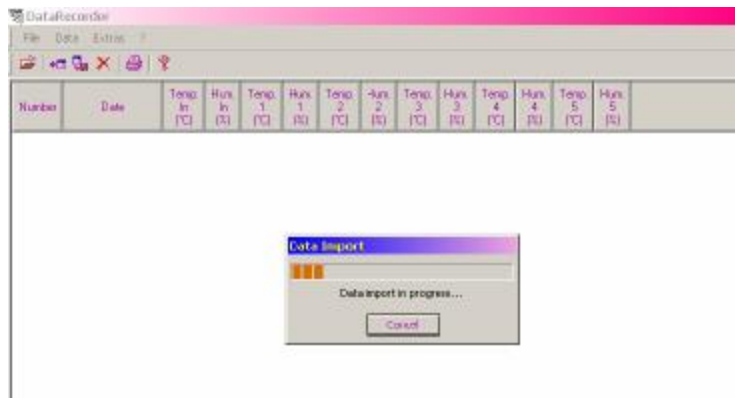 DataRecorder
File Data Extras ?
Number Date Temp. In (°C) Hum. In (%) Temp. 1 (°C) Hum. 1 (%) Temp. 2 (°C) Hum. 2 (%) Temp. 3 (°C) Hum. 3 (%) Temp. 4 (°C) Hum. 4 (%) Temp. 5 (°C) Hum. 5 (%)
Data Import
Data import in progress...
Cancel